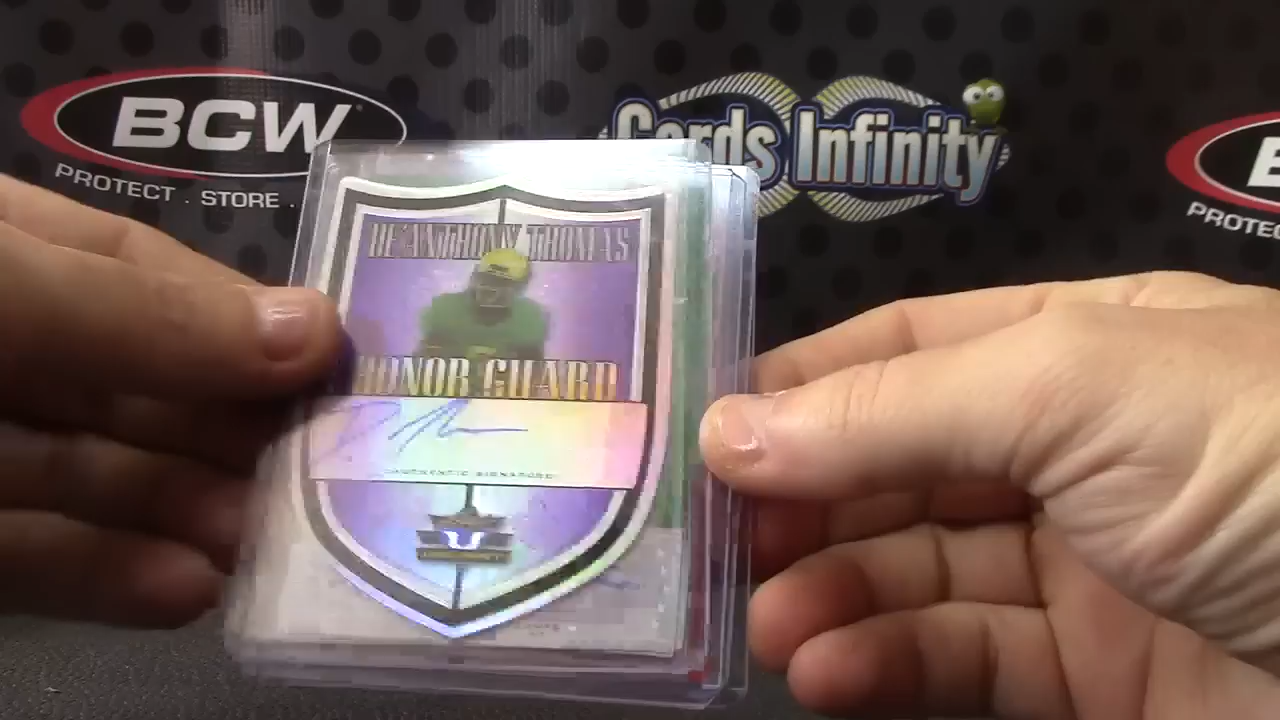 BCW
PROTECT . STORE .
Cards Infinity
PROTEC
DE'ANTHONY THOMAS
HONOR GUARD
AUTHENTIC SIGNATURE